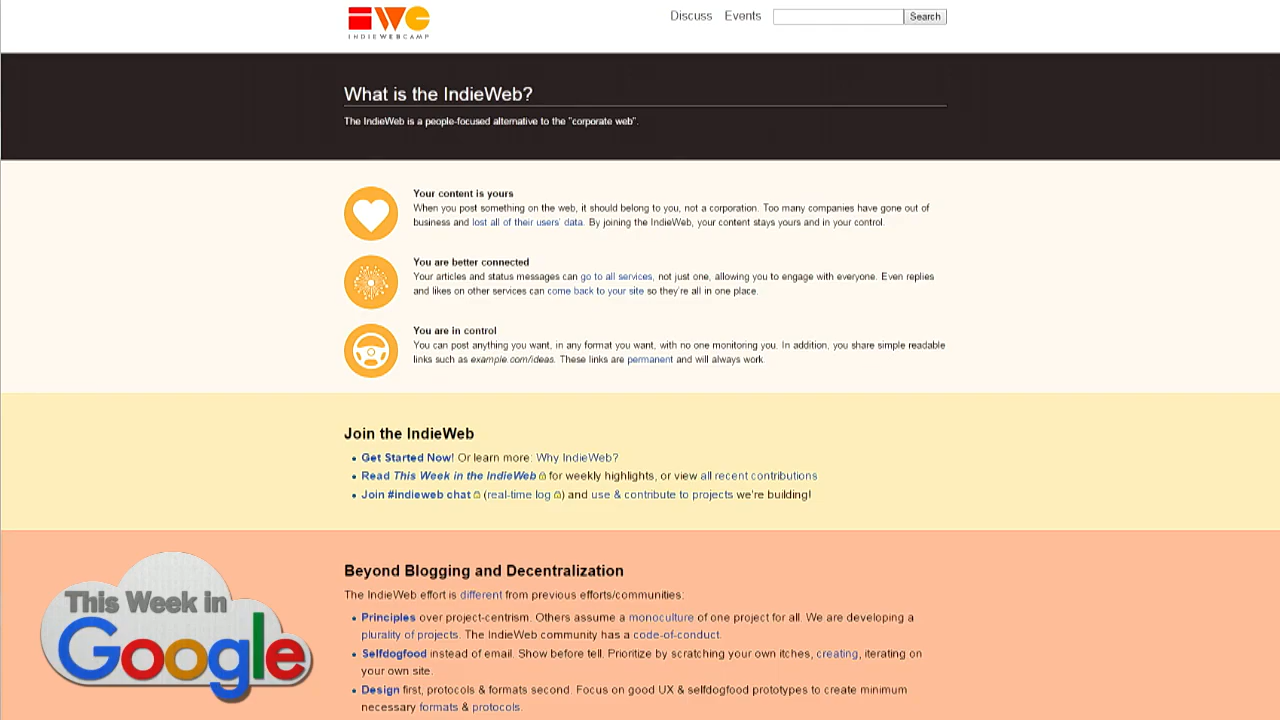 IWC
INDIEWEBCAMP
Discuss Events Search
What is the IndieWeb?
The IndieWeb is a people-focused alternative to the "corporate web".
Your content is yours
When you post something on the web, it should belong to you, not a corporation. Too many companies have gone out of
business and lost all of their users' data. By joining the IndieWeb, your content stays yours and in your control.
You are better connected
Your articles and status messages can go to all services, not just one, allowing you to engage with everyone. Even replies
and likes on other services can come back to your site so they're all in one place.
You are in control
You can post anything you want, in any format you want, with no one monitoring you. In addition, you share simple readable
links such as example.com/ideas. These links are permanent and will always work.
Join the IndieWeb
Get Started Now! Or learn more: Why IndieWeb?
Read This Week in the IndieWeb for weekly highlights, or view all recent contributions
Join #indieweb chat (real-time log) and use & contribute to projects we're building!
Beyond Blogging and Decentralization
The IndieWeb effort is different from previous efforts/communities:
Principles over project-centrism. Others assume a monoculture of one project for all. We are developing a
plurality of projects. The IndieWeb community has a code-of-conduct.
Selfdogfood instead of email. Show before tell. Prioritize by scratching your own itches, creating, iterating on
your own site.
Design first, protocols & formats second. Focus on good UX & selfdogfood prototypes to create minimum
necessary formats & protocols.
This Week in
Google